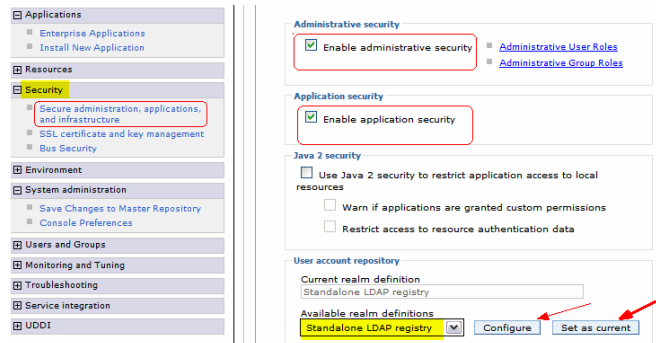 Applications
Enterprise Applications
Install New Application
Resources
Security
Secure administration, applications,
and infrastructure
SSL certificate and key management
Bus Security
Environment
System administration
Save Changes to Master Repository
Console Preferences
Users and Groups
Monitoring and Tuning
Troubleshooting
Service integration
UDDI
Administrative security
Enable administrative security
Administrative User Roles
Administrative Group Roles
Application security
Enable application security
Java 2 security
Use Java 2 security to restrict application access to local
resources
Warn if applications are granted custom permissions
Restrict access to resource authentication data
User account repository
Current realm definition
Standalone LDAP registry
Available realm definitions
Standalone LDAP registry Configure Set as current